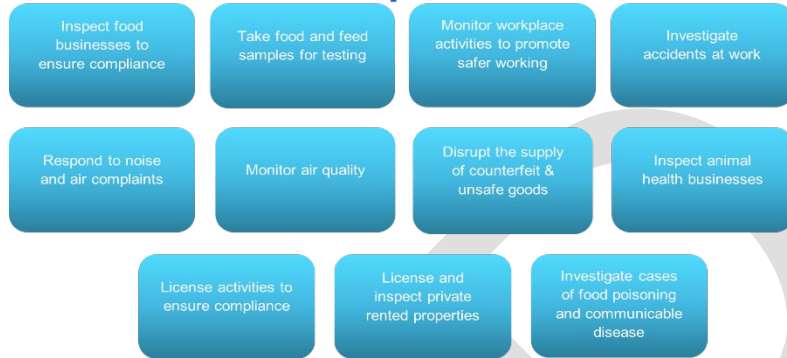 Inspect food
businesses to
ensure compliance
Take food and feed
samples for testing
Monitor workplace
activities to promote
safer working
Investigate
accidents at work
Respond to noise
and air complaints
Monitor air quality
Disrupt the supply
of counterfeit &
unsafe goods
Inspect animal
health businesses
License activities to
ensure compliance
License and
inspect private
rented properties
Investigate cases
of food poisoning
and communicable
disease